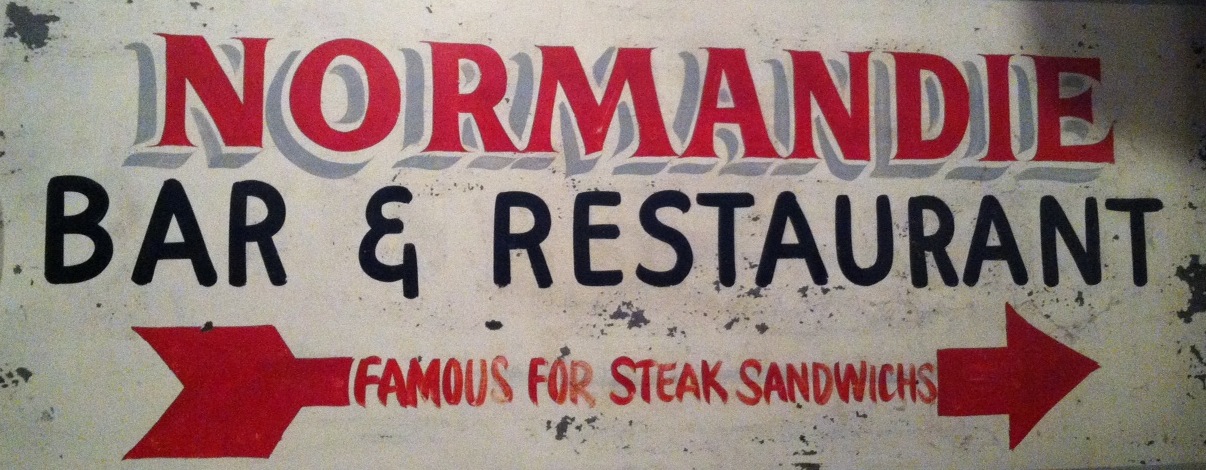 NORMANDIE
BAR & RESTAURANT
FAMOUS FOR STEAK SANDWICHS